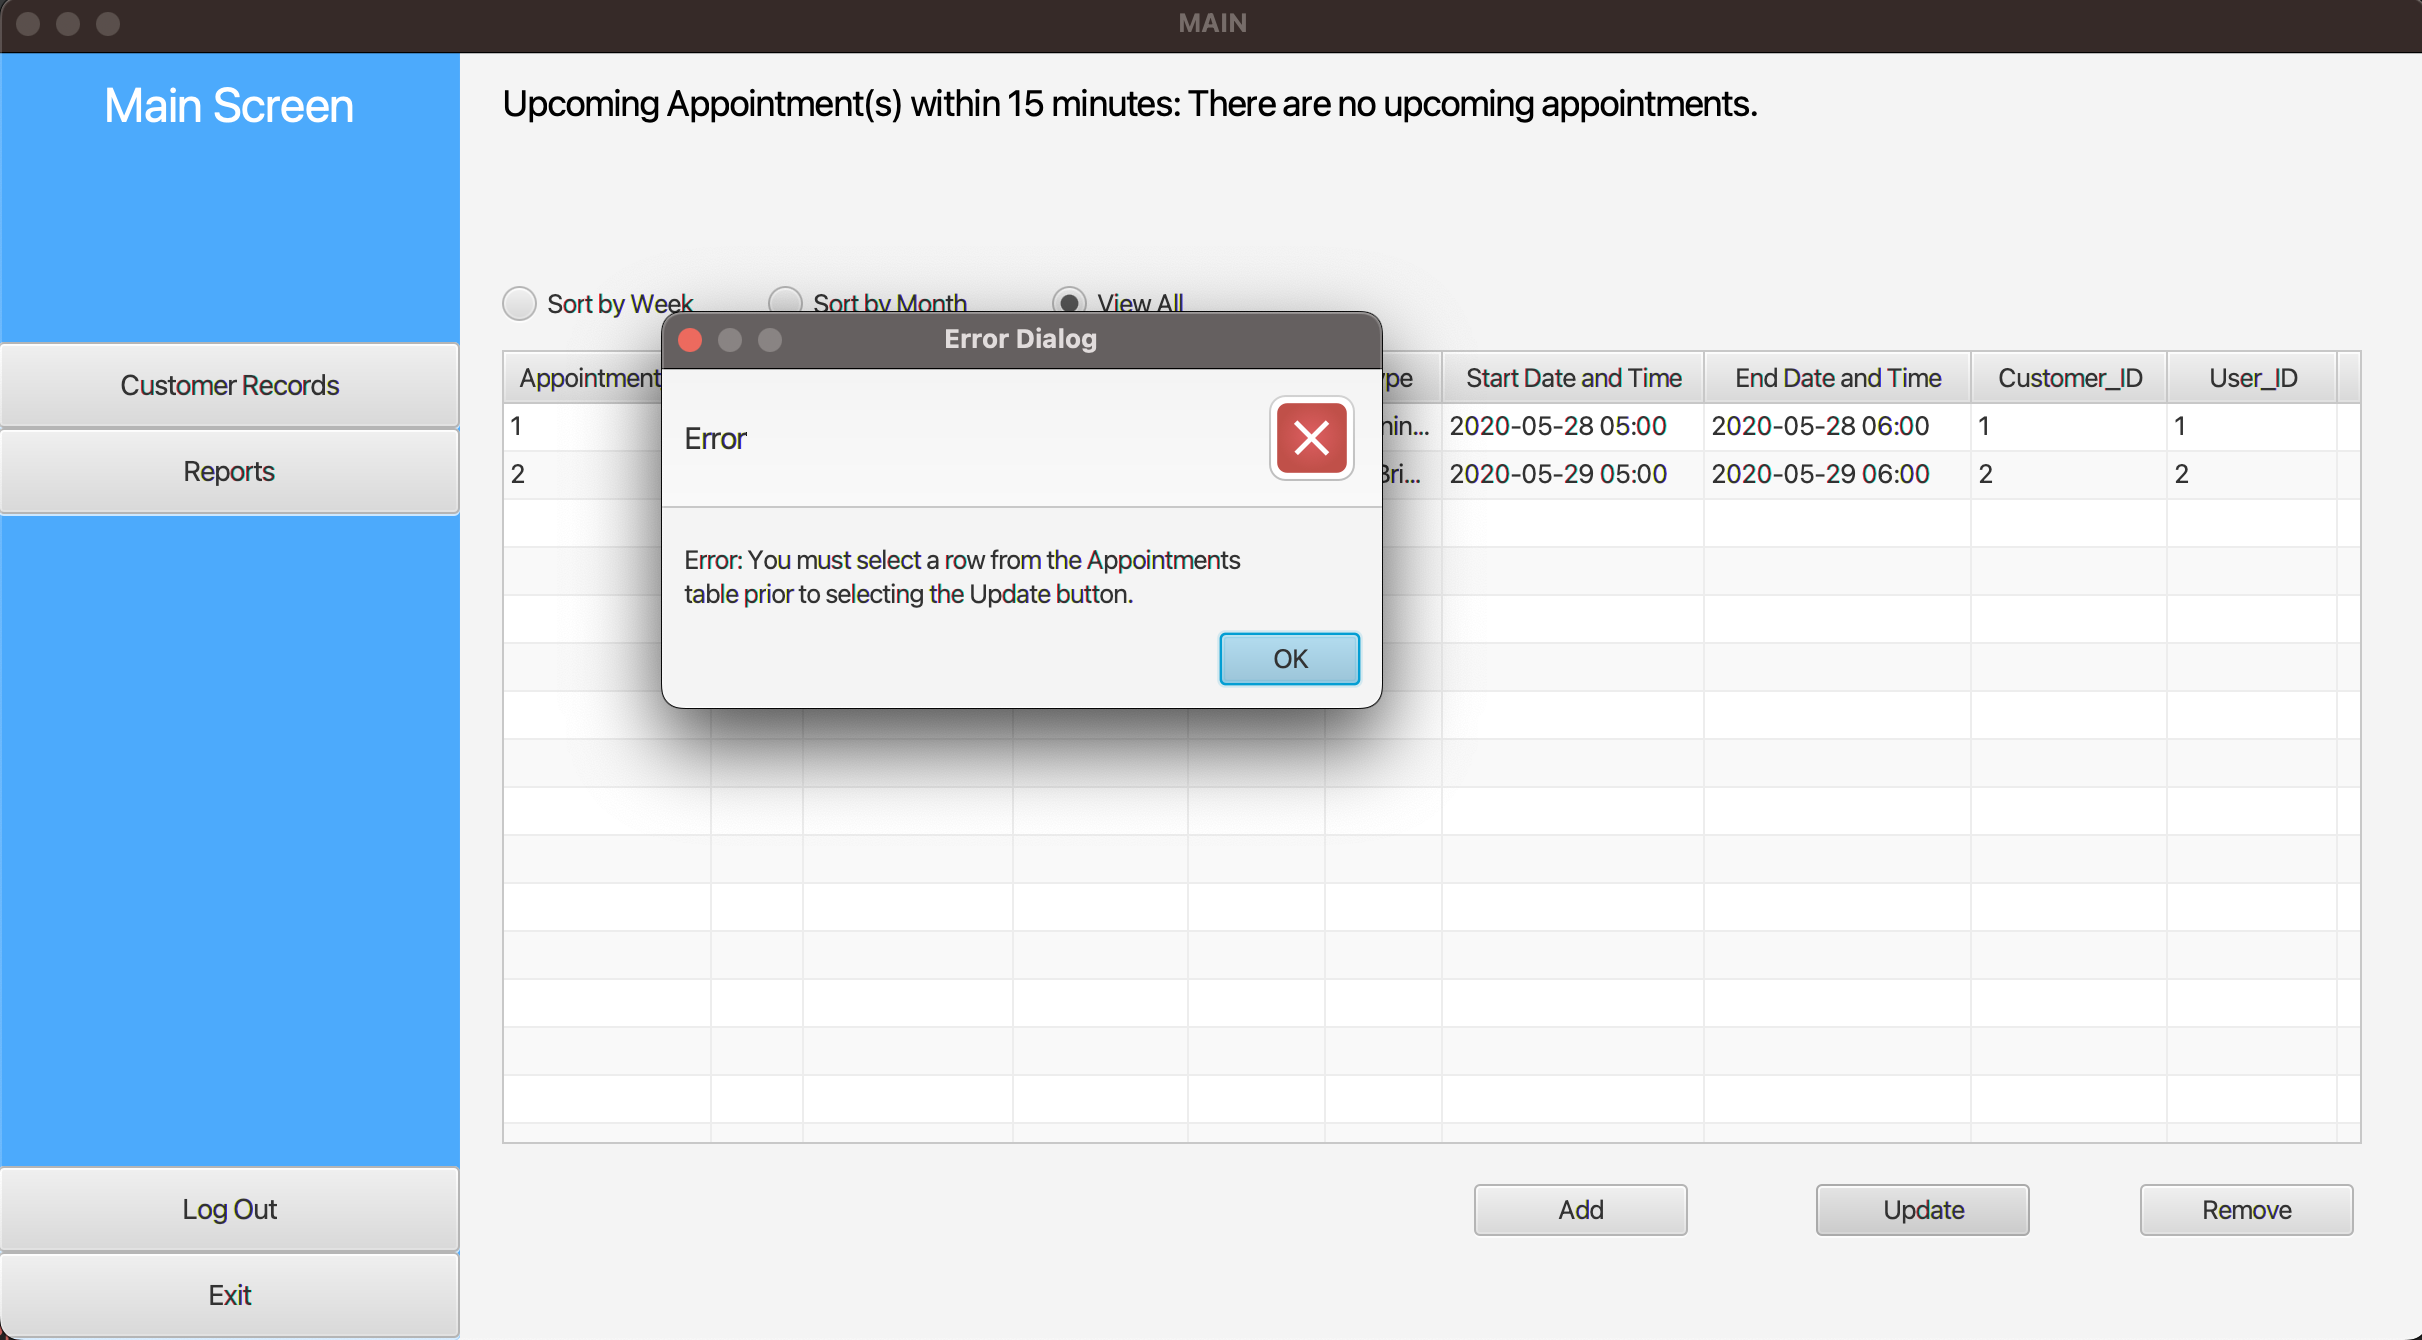 MAIN
Main Screen
Upcoming Appointment(s) within 15 minutes: There are no upcoming appointments.
Sort by Week
Sort by Month
View All
Customer Records
Reports
Error Dialog
Error
Error: You must select a row from the Appointments
table prior to selecting the Update button.
OK
Appointment Start Date and Time End Date and Time Customer_ID User_ID
1 2020-05-28 05:00 2020-05-28 06:00 1 1
2 2020-05-29 05:00 2020-05-29 06:00 2 2
Log Out
Exit
Add
Update
Remove